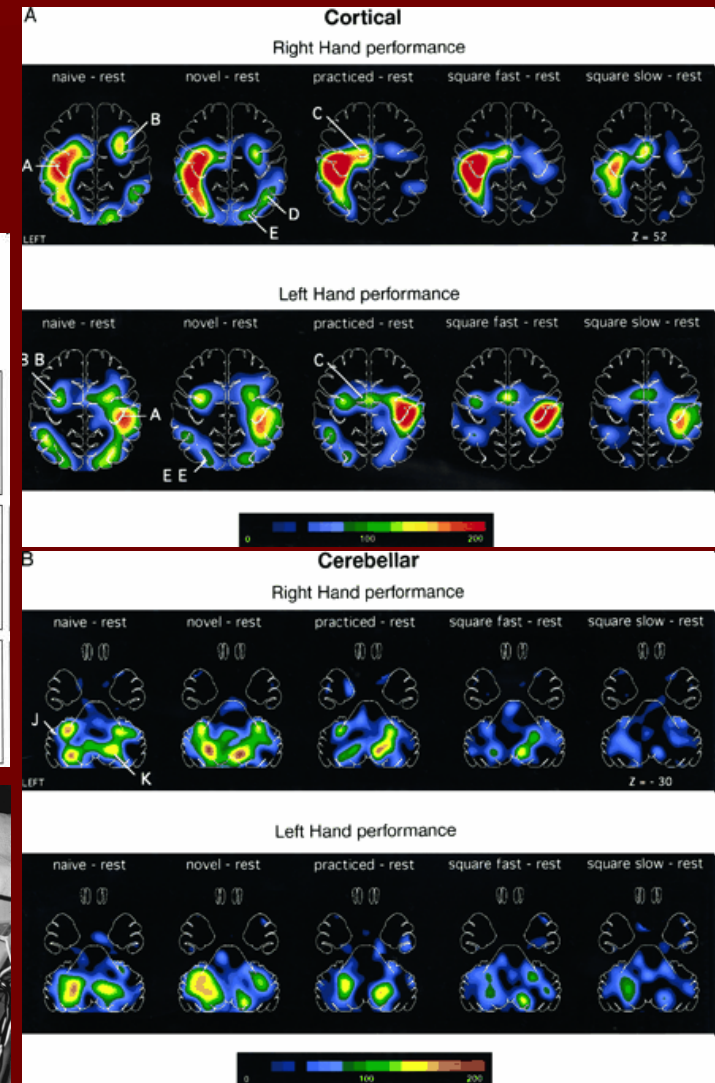 A
Cortical
Right Hand performance
naive - rest novel - rest practiced - rest square fast - rest square slow - rest
B
C
A
D
E
LEFT
Z = 52
Left Hand performance
naive - rest novel - rest practiced - rest square fast - rest square slow - rest
B B
C
A
E E
0 100 200
B
Cerebellar
Right Hand performance
naive - rest novel - rest practiced - rest square fast - rest square slow - rest
J
K
LEFT
Z = - 30
Left Hand performance
naive - rest novel - rest practiced - rest square fast - rest square slow - rest
0 100 200